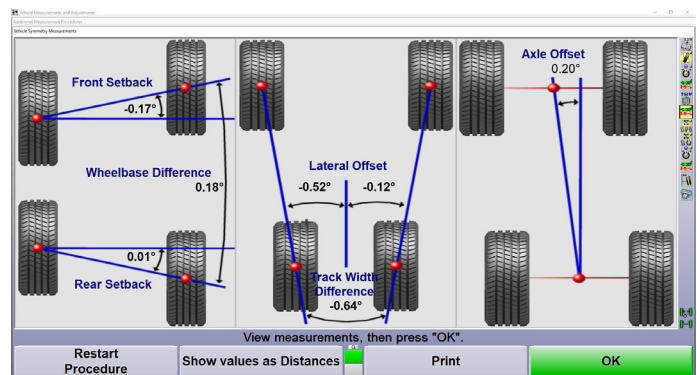 Vehicle Measurements and Adjustments
Additional Measurement Procedures
Vehicle Symmetry Measurements
Front Setback
-0.17°
Wheelbase Difference
0.18°
0.01°
Rear Setback
Lateral Offset
-0.52°
-0.12°
Track Width
Difference
-0.64°
Axle Offset
0.20°
View measurements, then press "OK".
Restart
Procedure
Show values as Distances
Print
OK